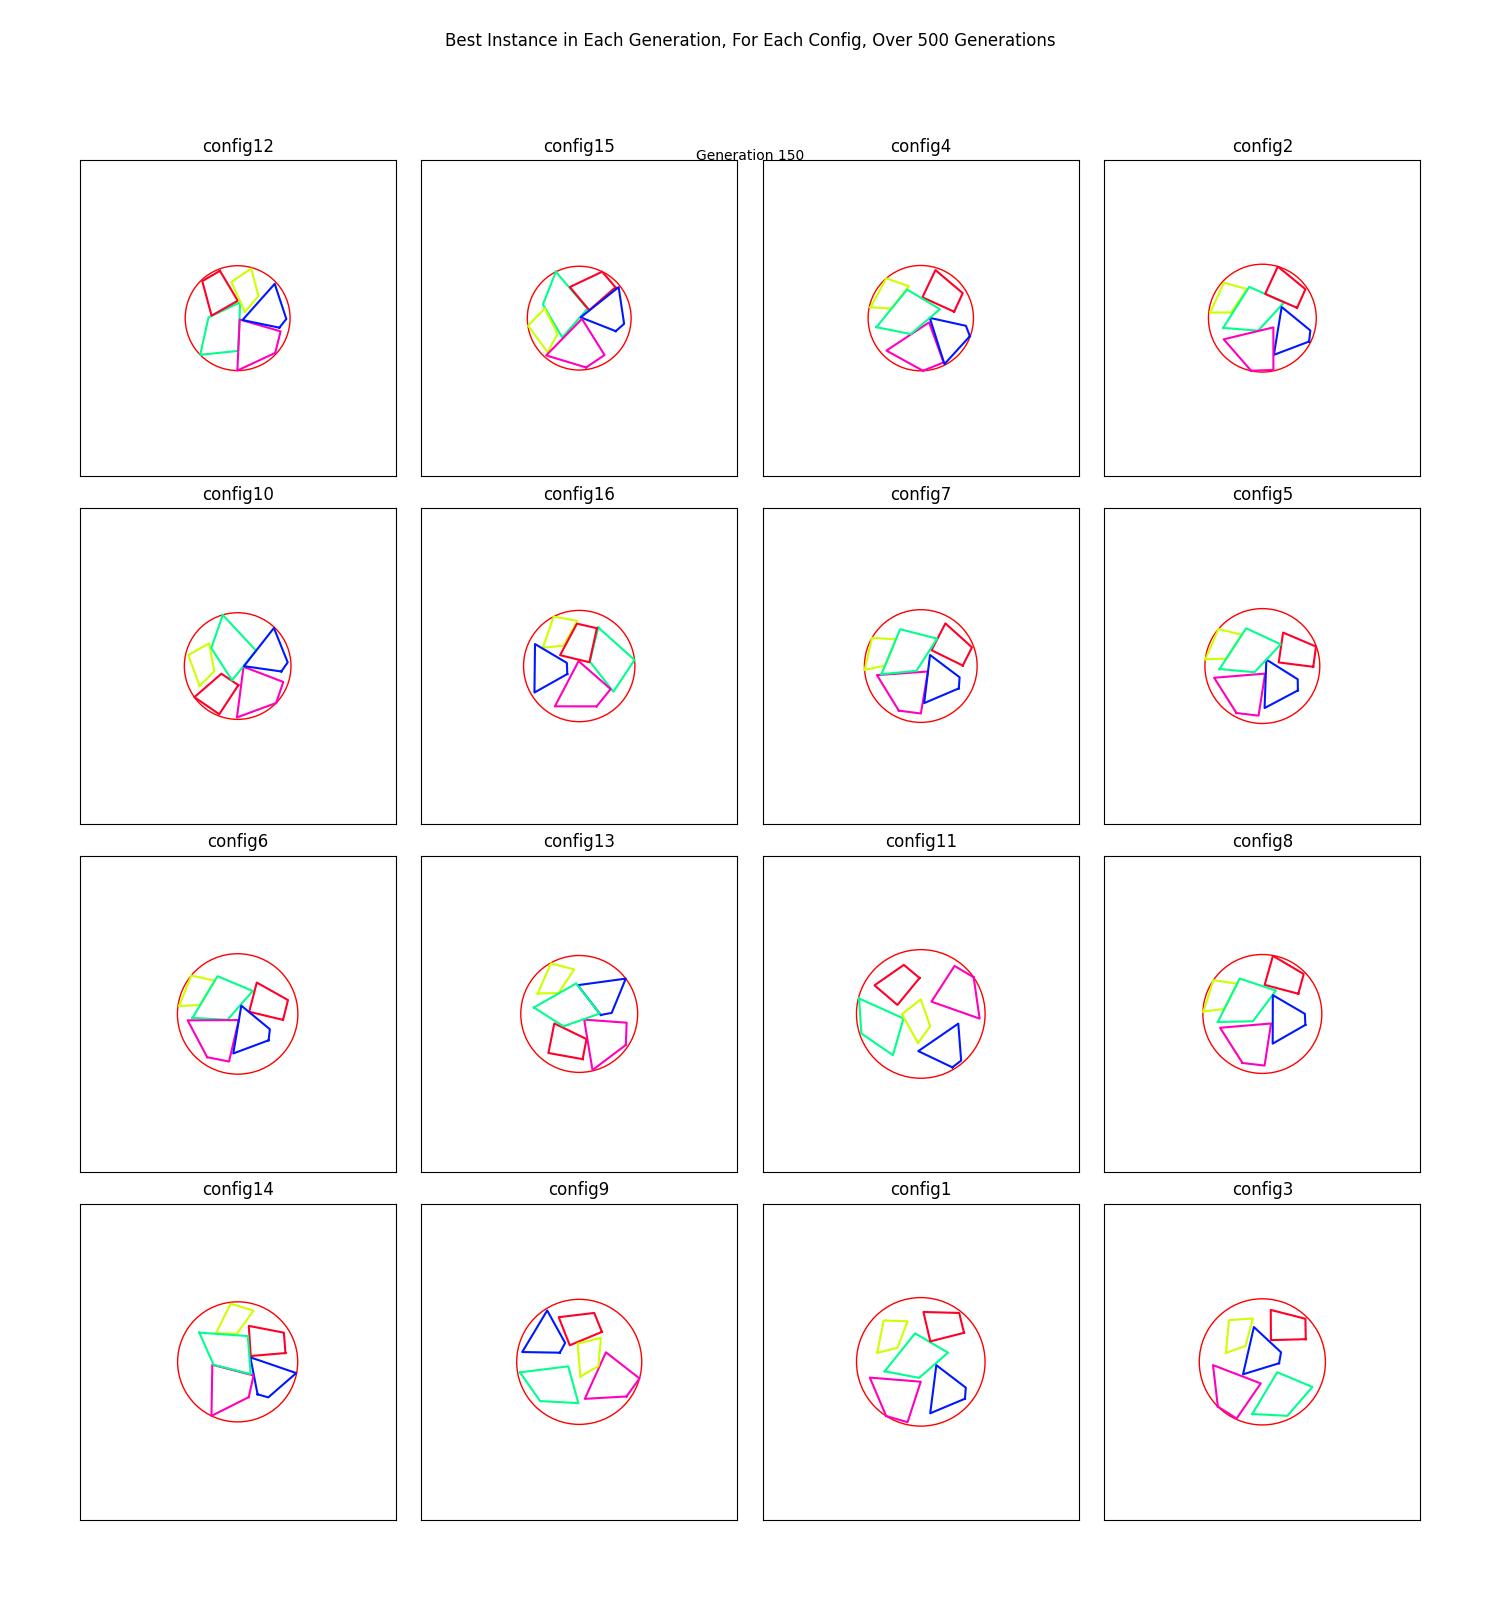 Best Instance in Each Generation, For Each Config, Over 500 Generations
Generation 150
config12
config15
config4
config2
config10
config16
config7
config5
config6
config13
config11
config8
config14
config9
config1
config3